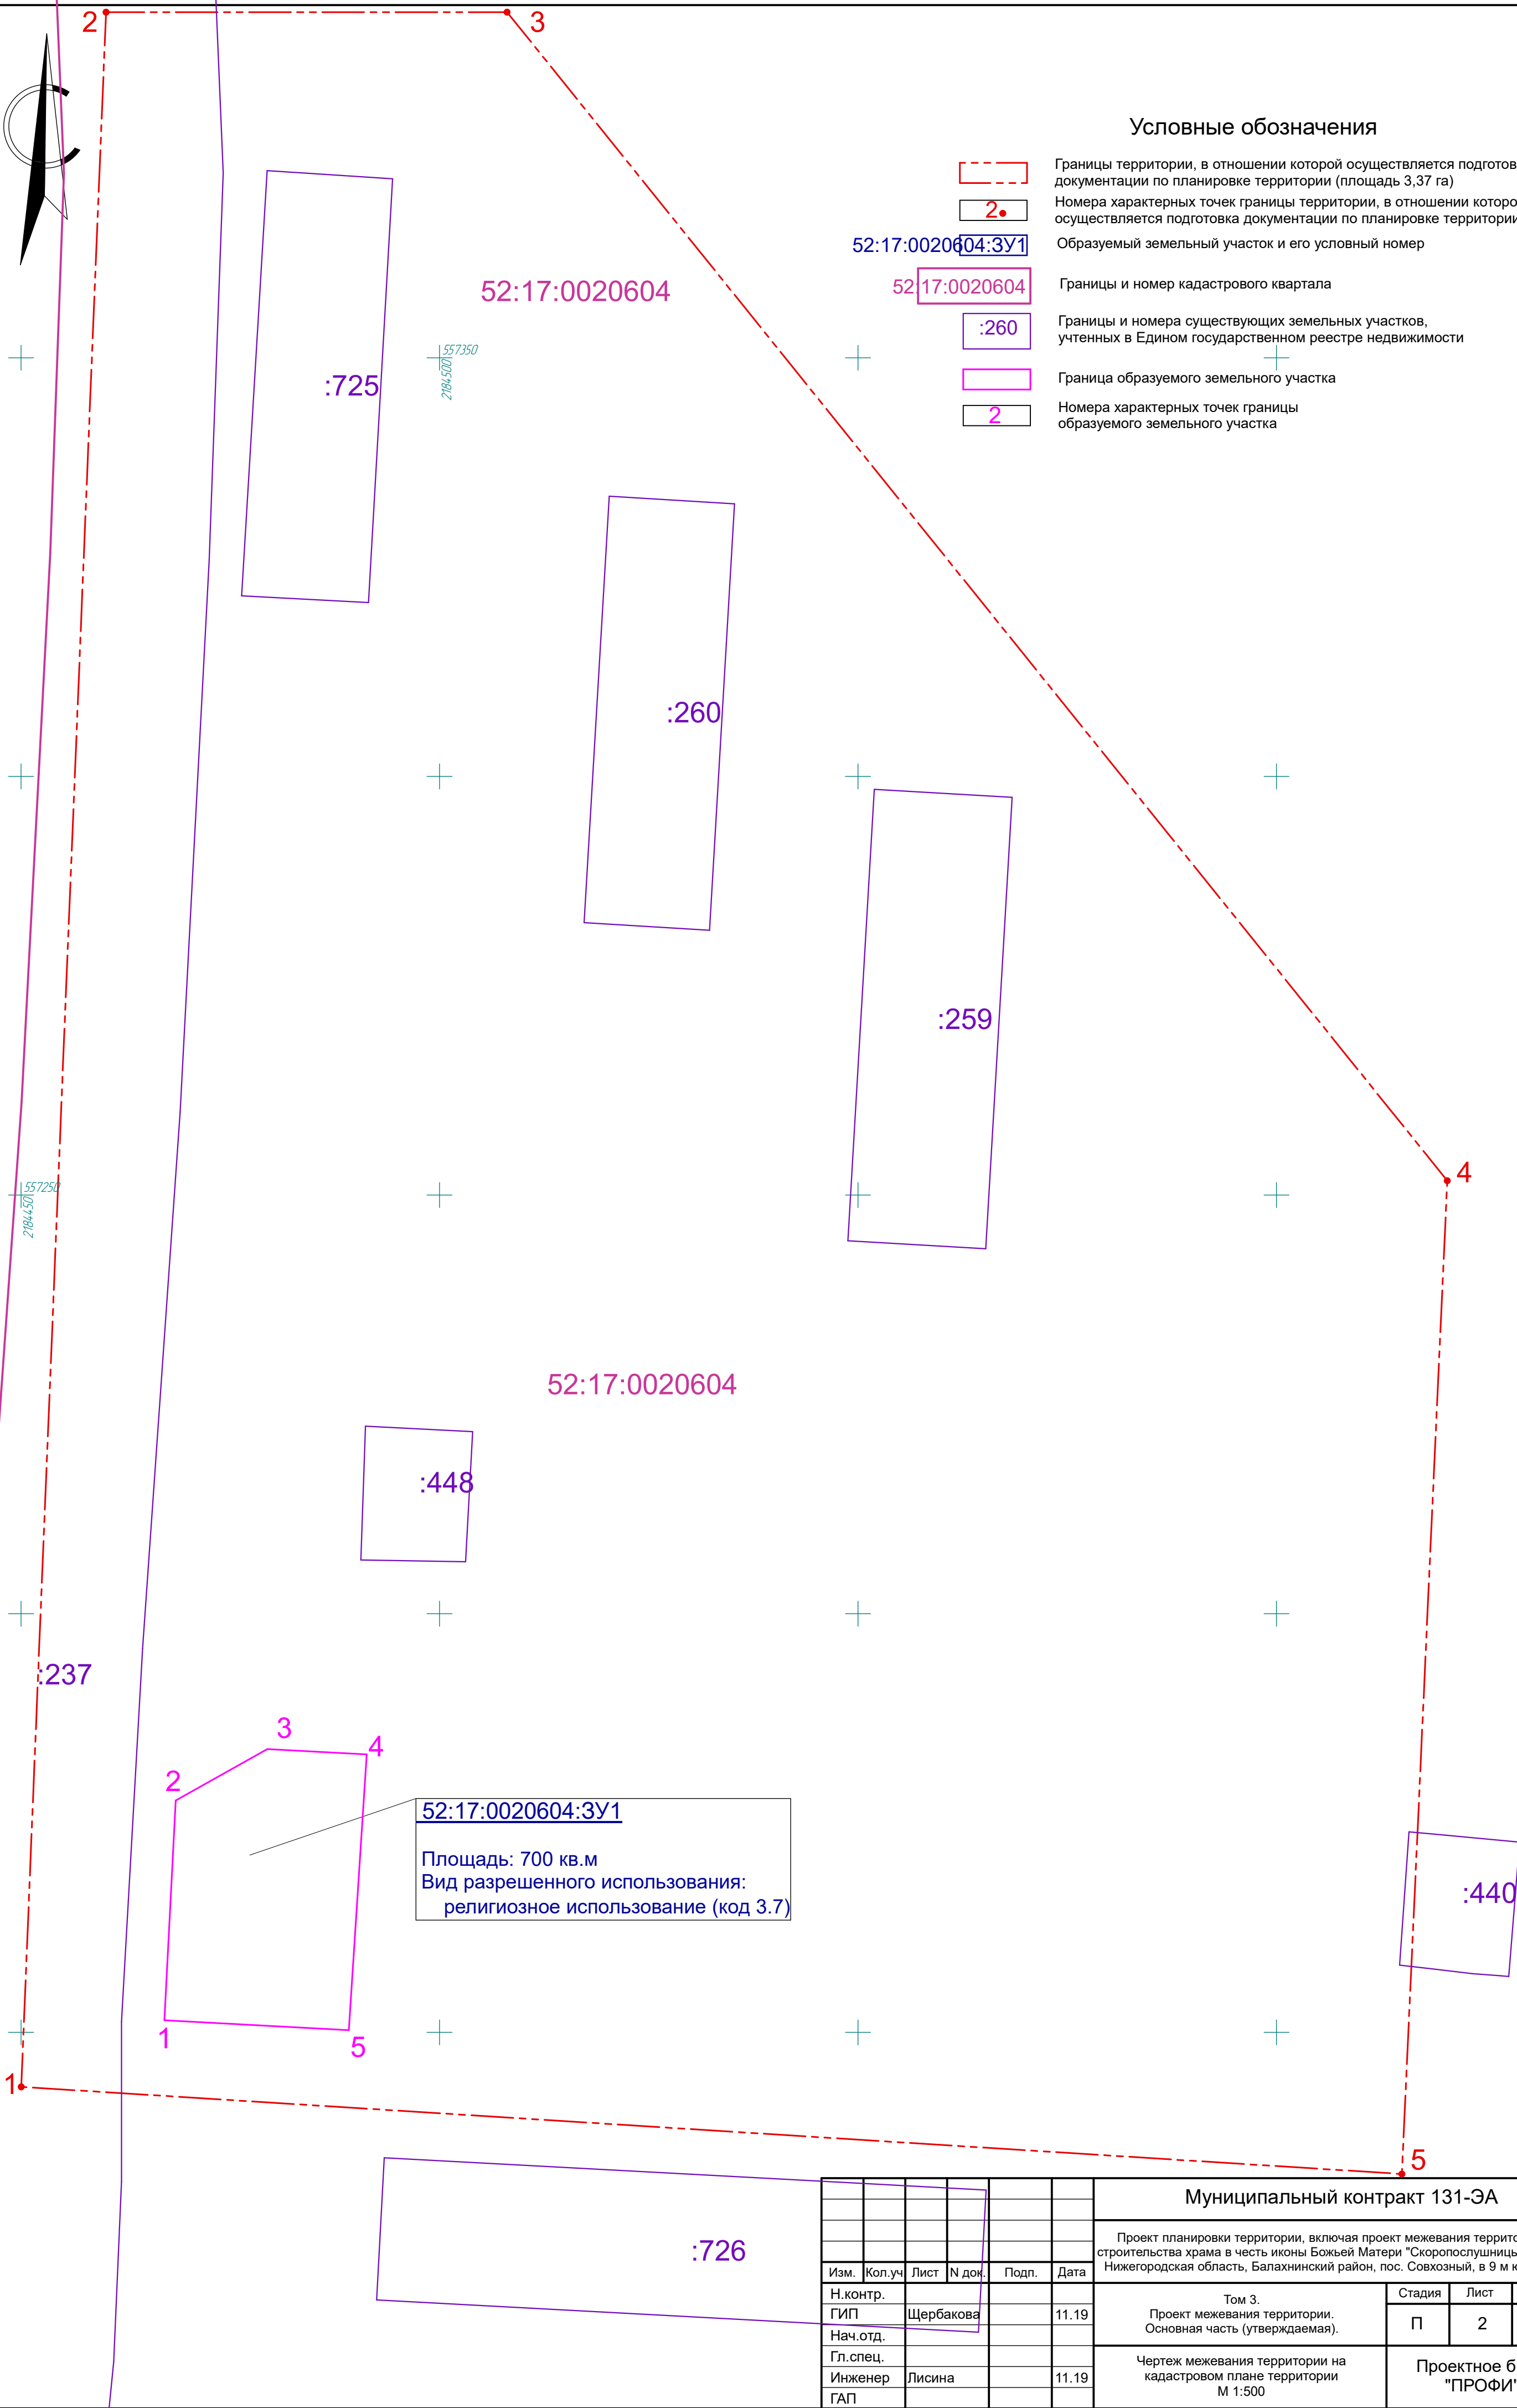 2
3
Условные обозначения
Границы территории, в отношении которой осуществляется
документации по планировке территории (площадь 3,37 га)
2
Номера характерных точек границы территории, в отношении
осуществляется подготовка документации по планировке
52:17:0020604:ЗУ1
Образуемый земельный участок и его условный номер
52:17:0020604
Границы и номер кадастрового квартала
:260
Границы и номера существующих земельных участков,
учтенных в Едином государственном реестре недвижимости
Граница образуемого земельного участка
2
Номера характерных точек границы
образуемого земельного участка
52:17:0020604
557350
2184500
:725
:260
:259
4
557250
2184450
52:17:0020604
:448
:237
3
4
2
52:17:0020604:ЗУ1
Площадь: 700 кв.м
Вид разрешенного использования:
религиозное использование (код 3.7)
:440
1
5
1
5
:726
Муниципальный контракт 131-ЭА
Проект планировки территории, включая проект межевания
строительства храма в честь иконы Божьей Матери
Нижегородская область, Балахнинский район, пос. Совхозный, в 9 м
Изм. Кол.уч Лист N док. Подп. Дата
Н.контр.
ГИП Щербакова 11.19
Нач.отд.
Гл.спец.
Инженер Лисина 11.19
ГАП
Том 3.
Проект межевания территории.
Основная часть (утверждаемая).
Стадия Лист
П 2
Чертеж межевания территории на
кадастровом плане территории
М 1:500
Проектное
"ПРОФИ"